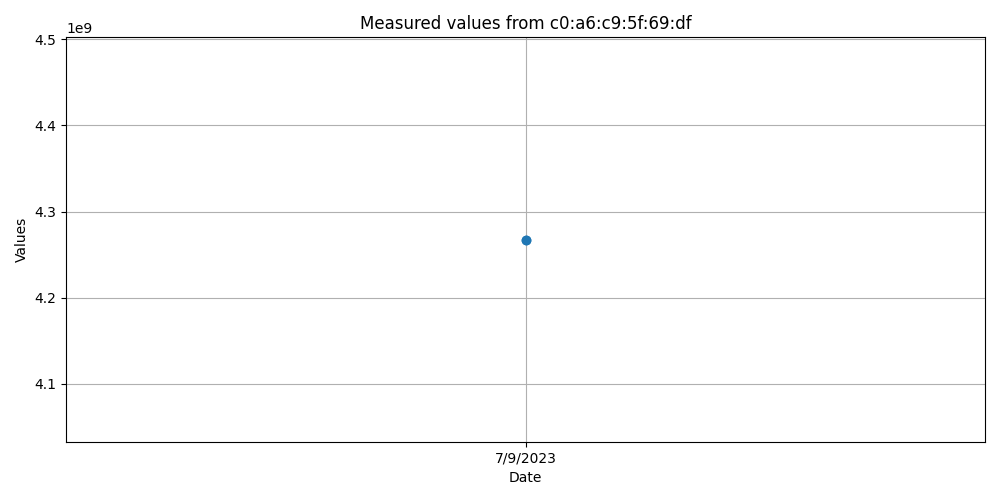 Measured values from c0:a6:c9:5f:69:df
1e9
4.5
4.4
4.3
4.2
4.1
Values
7/9/2023
Date